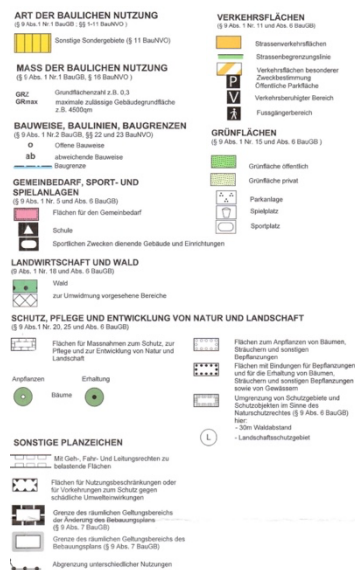 ART DER BAULICHEN NUTZUNG
(§ 9 Abs. 1 Nr.1 BauGB , §§ 1-11 BauNVO )
Sonstige Sondergebiete (§ 11 BauNVO)
MASS DER BAULICHEN NUTZUNG
(§ 9 Abs. 1 Nr.1 BauGB, § 16 BauNVO )
GRZ Grundflächenzahl z.B. 0,3
GRmax maximale zulässige Gebäudegrundfläche
z.B. 4500qm
BAUWEISE, BAULINIEN, BAUGRENZEN
(§ 9 Abs. 1 Nr.2 BauGB, §§ 22 und 23 BauNVO)
o Offene Bauweise
ab abweichende Bauweise
Baugrenze
GEMEINBEDARF, SPORT- UND
SPIELANLAGEN
(§ 9 Abs. 1 Nr. 5 und Abs. 6 BauGB)
Flächen für den Gemeinbedarf
Schule
Sportlichen Zwecken dienende Gebäude und Einrichtungen
LANDWIRTSCHAFT UND WALD
(9 Abs. 1 Nr. 18 und Abs. 6 BauGB)
Wald
zur Umwidmung vorgesehene Bereiche
VERKEHRSFLÄCHEN
(§ 9 Abs. 1 Nr. 11 und Abs. 6 BauGB)
Strassenverkehrsflächen
Strassenbegrenzungslinie
Verkehrsflächen besonderer
Zweckbestimmung
P Öffentliche Parkfläche
V Verkehrsberuhigter Bereich
Fussgängerbereich
GRÜNFLÄCHEN
(§ 9 Abs. 1 Nr. 15 und Abs. 6 BauGB )
Grünfläche öffentlich
Grünfläche privat
Parkanlage
Spielplatz
Sportplatz
SCHUTZ, PFLEGE UND ENTWICKLUNG VON NATUR UND LANDSCHAFT
(§ 9 Abs.1 Nr. 20, 25 und Abs. 6 BauGB)
Flächen für Massnahmen zum Schutz, zur
Pflege und zur Entwicklung von Natur und
Landschaft
Anpflanzen Erhaltung
Bäume
Flächen zum Anpflanzen von Bäumen,
Sträuchern und sonstigen
Bepflanzungen
Flächen mit Bindungen für Bepflanzungen
und für die Erhaltung von Bäumen,
Sträuchern und sonstigen Bepflanzungen
sowie von Gewässern
Umgrenzung von Schutzgebiete und
Schutzobjekten im Sinne des
Naturschutzrechtes (§ 9 Abs. 6 BauGB)
hier:
- 30m Waldabstand
L - Landschaftsschutzgebiet
SONSTIGE PLANZEICHEN
Mit Geh-, Fahr- und Leitungsrechten zu
belastende Flächen
Flächen für Nutzungsbeschränkungen oder
für Vorkehrungen zum Schutz gegen
schädliche Umwelteinwirkungen
Grenze des räumlichen Geltungsbereichs
der Änderung des Bebauungsplans
(§ 9 Abs. 7 BauGB)
Grenze des räumlichen Geltungsbereichs des
Bebauungsplans (§ 9 Abs. 7 BauGB)
Abgrenzung unterschiedlicher Nutzungen